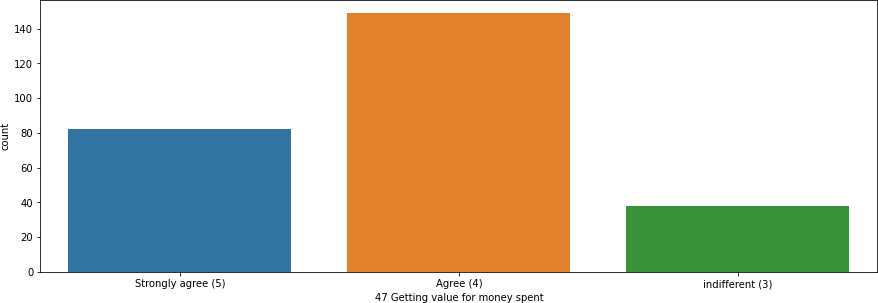 140
120
100
80
60
40
20
0
count
Strongly agree (5)
Agree (4)
indifferent (3)
47 Getting value for money spent